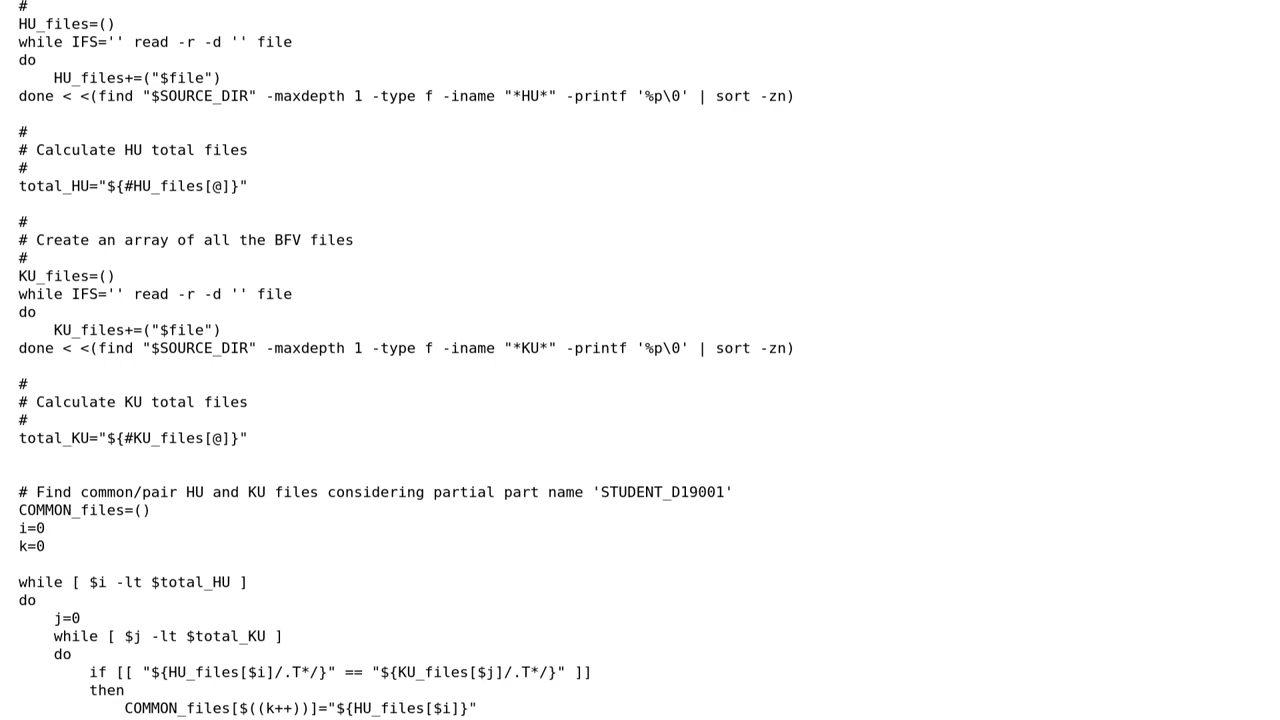 #
HU_files=()
while IFS='' read -r -d '' file
do
    HU_files+=("$file")
done < <(find "$SOURCE_DIR" -maxdepth 1 -type f -iname "*HU*" -printf '%p\0' | sort -zn)
#
# Calculate HU total files
#
total_HU="${#HU_files[@]}"
#
# Create an array of all the BFV files
#
KU_files=()
while IFS='' read -r -d '' file
do
    KU_files+=("$file")
done < <(find "$SOURCE_DIR" -maxdepth 1 -type f -iname "*KU*" -printf '%p\0' | sort -zn)
#
# Calculate KU total files
#
total_KU="${#KU_files[@]}"
# Find common/pair HU and KU files considering partial part name 'STUDENT_D19001'
COMMON_files=()
i=0
k=0
while [ $i -lt $total_HU ]
do
    j=0
    while [ $j -lt $total_KU ]
    do
        if [[ "${HU_files[$i]/.T*/}" == "${KU_files[$j]/.T*/}" ]]
        then
            COMMON_files[$((k++))]="${HU_files[$i]}"